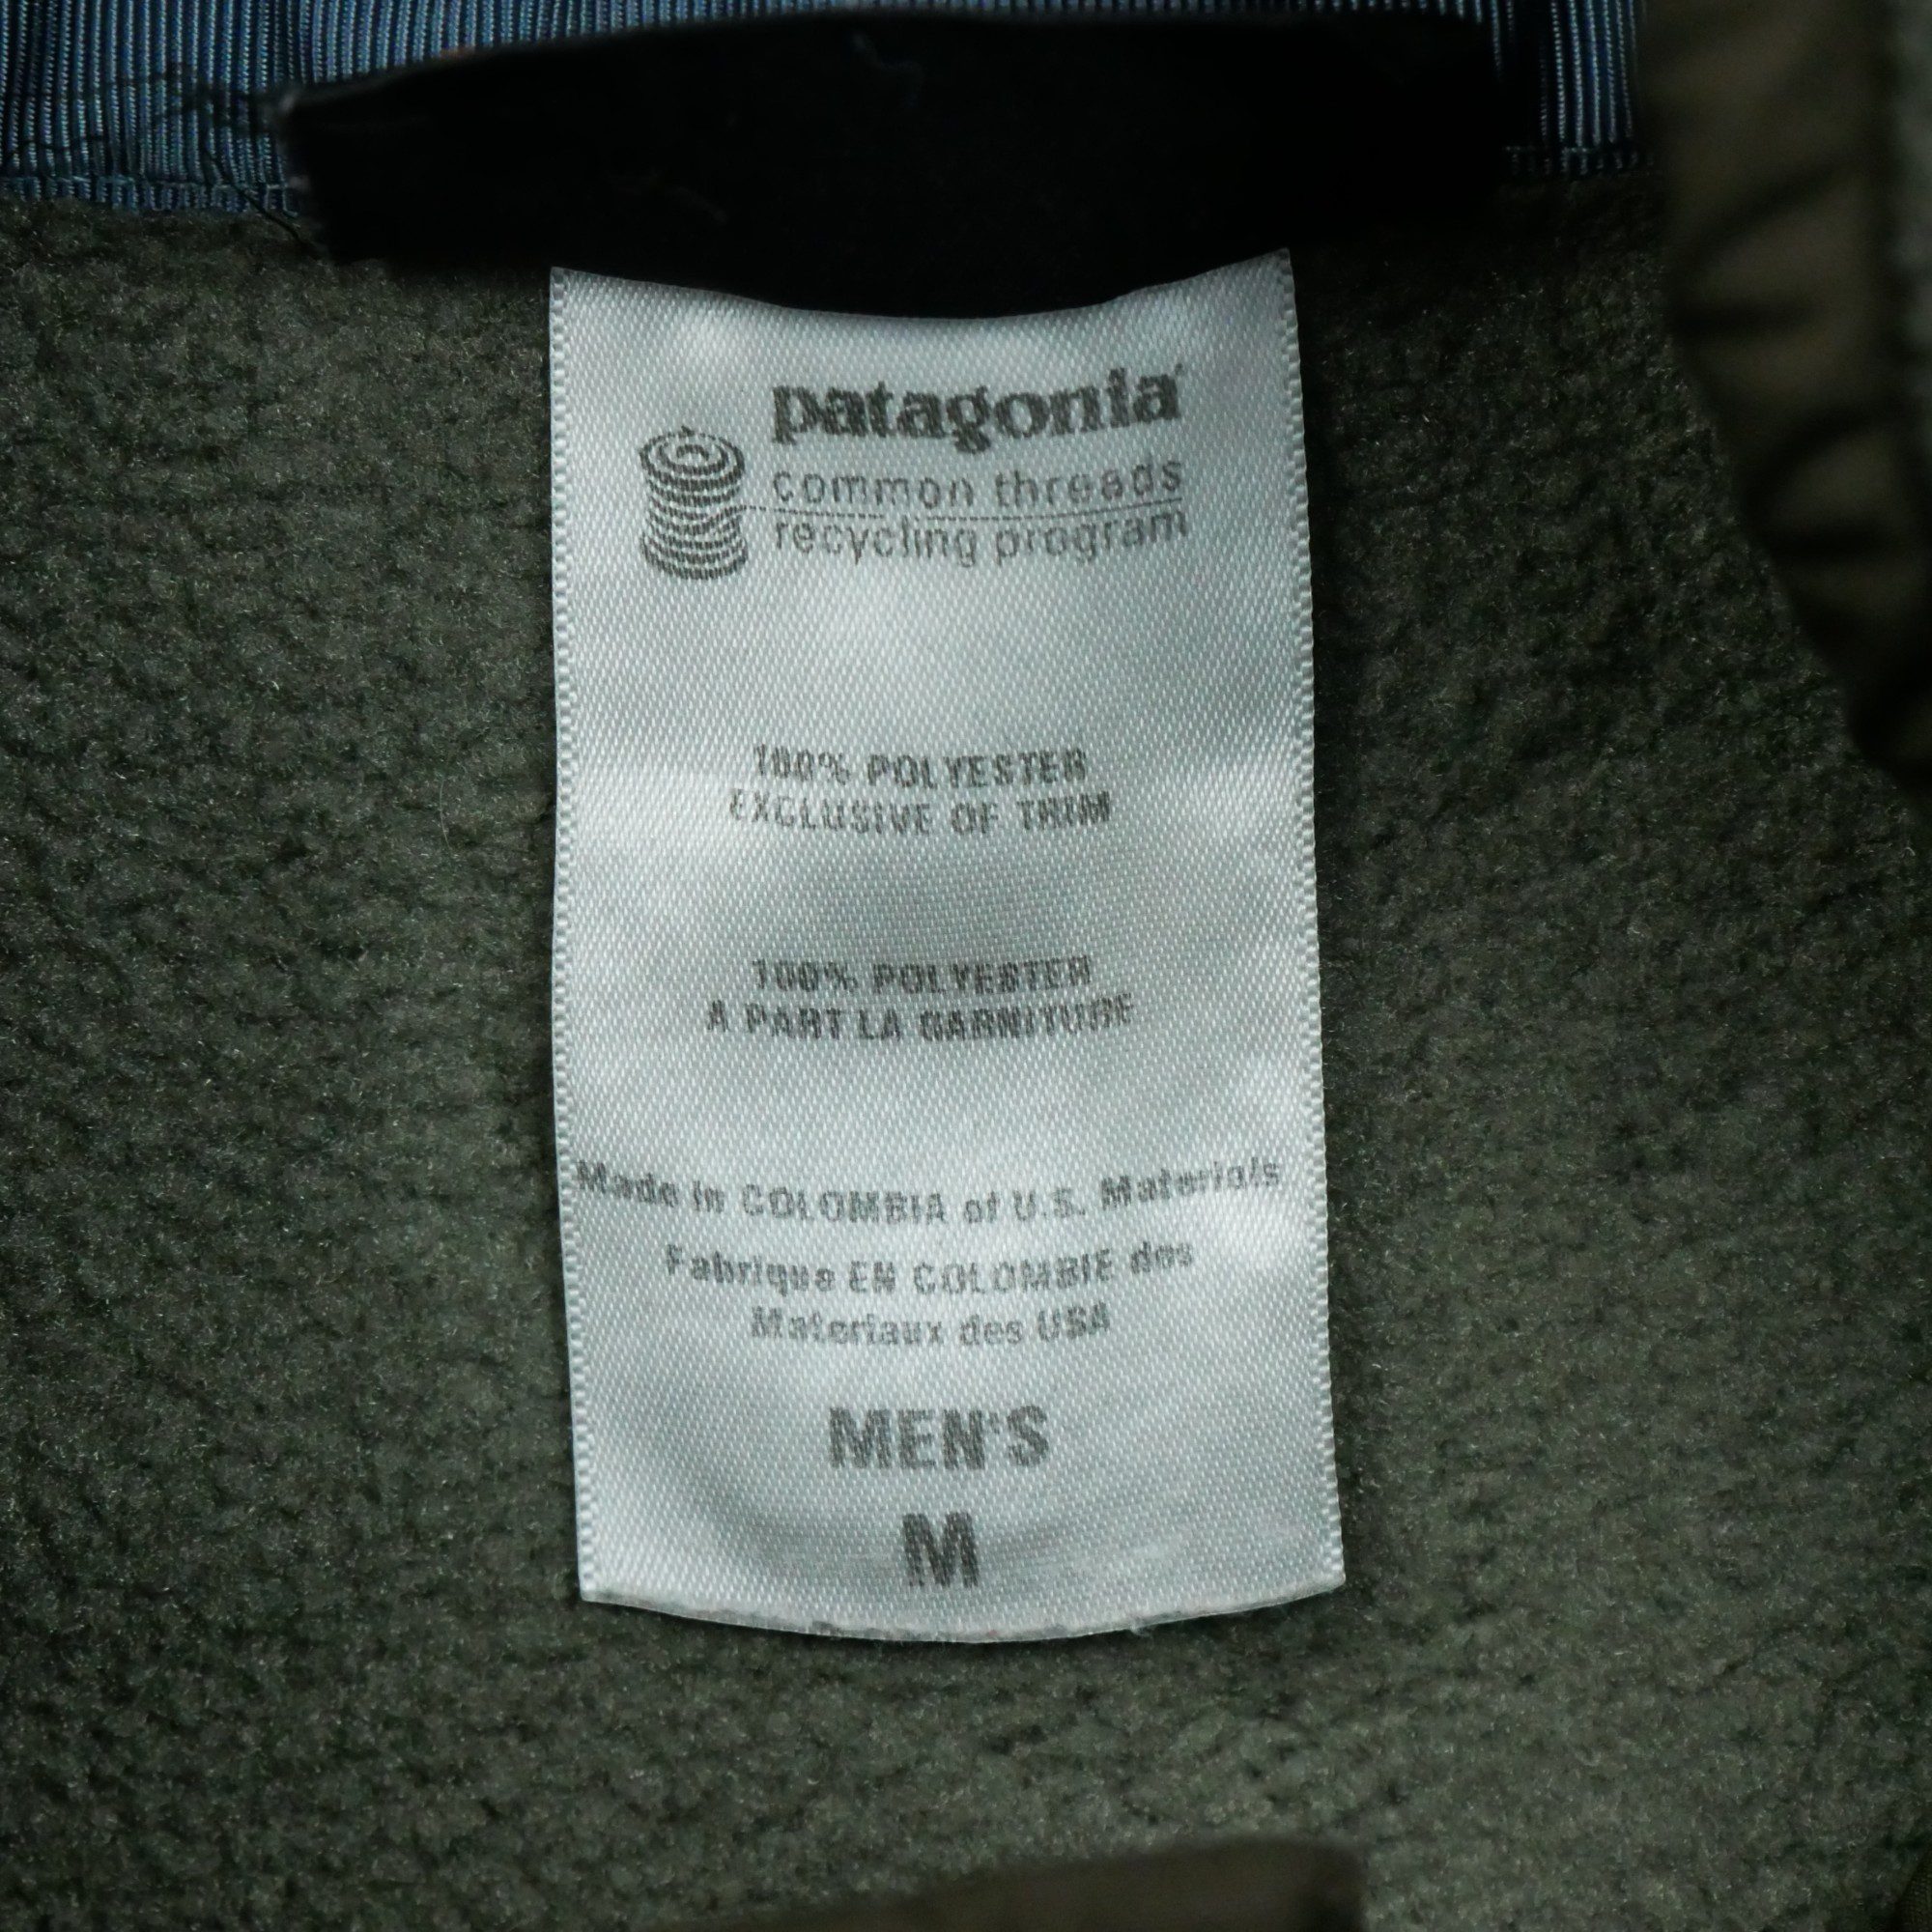 patagonia
common threads
recycling program
100% POLYESTER
EXCLUSIVE OF TRIM
100% POLYESTER
A PART LA GARNITURE
Made in COLOMBIA of U.S. Materials
Fabrique EN COLOMBIE des
Materiaux des USA
MEN'S
M